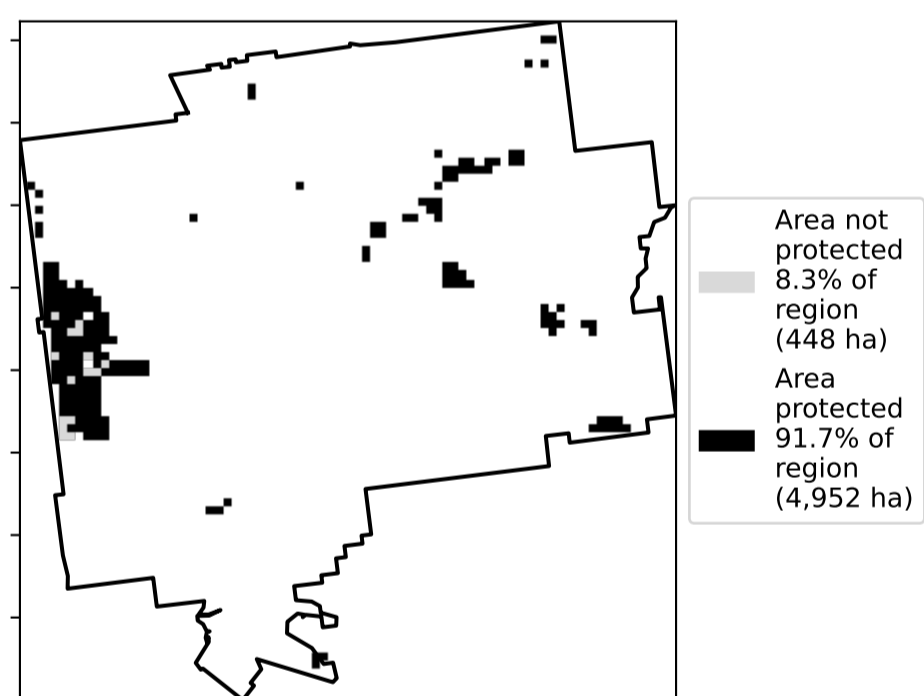 Area not
protected
8.3% of
region
(448 ha)
Area
protected
91.7% of
region
(4,952 ha)